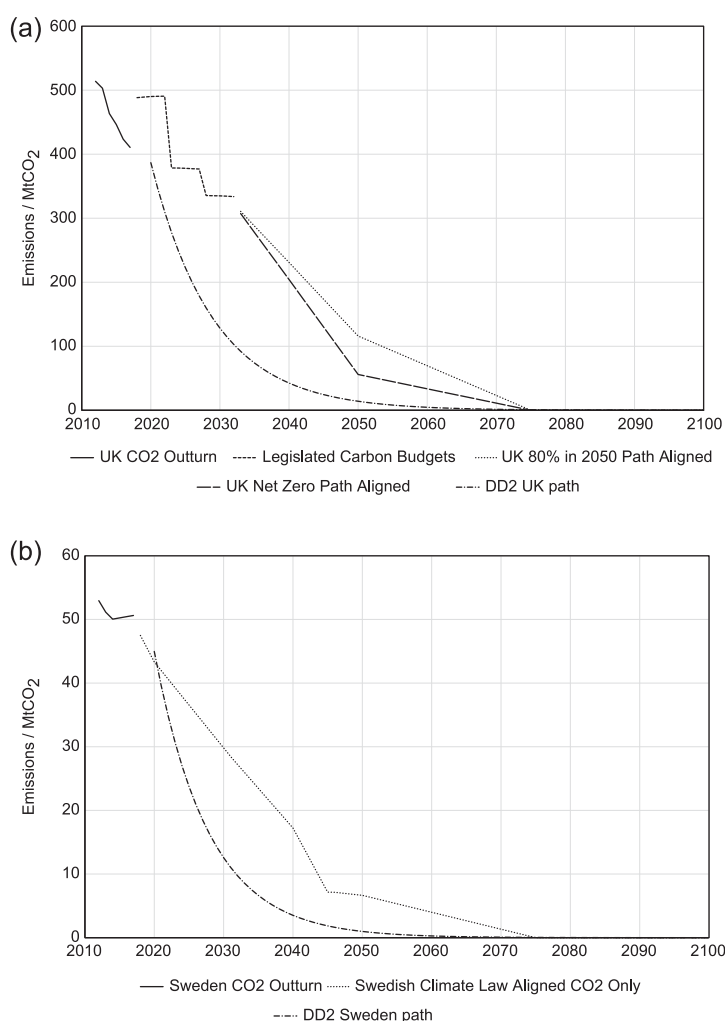 (a)
600
500
400
300
200
100
0
Emissions / MtCO2
2010 2020 2030 2040 2050 2060 2070 2080 2090 2100
UK CO2 Outturn Legislated Carbon Budgets UK 80% in 2050 Path Aligned
UK Net Zero Path Aligned DD2 UK path
(b)
60
50
40
30
20
10
0
Emissions / MtCO2
2010 2020 2030 2040 2050 2060 2070 2080 2090 2100
Sweden CO2 Outturn Swedish Climate Law Aligned CO2 Only
DD2 Sweden path